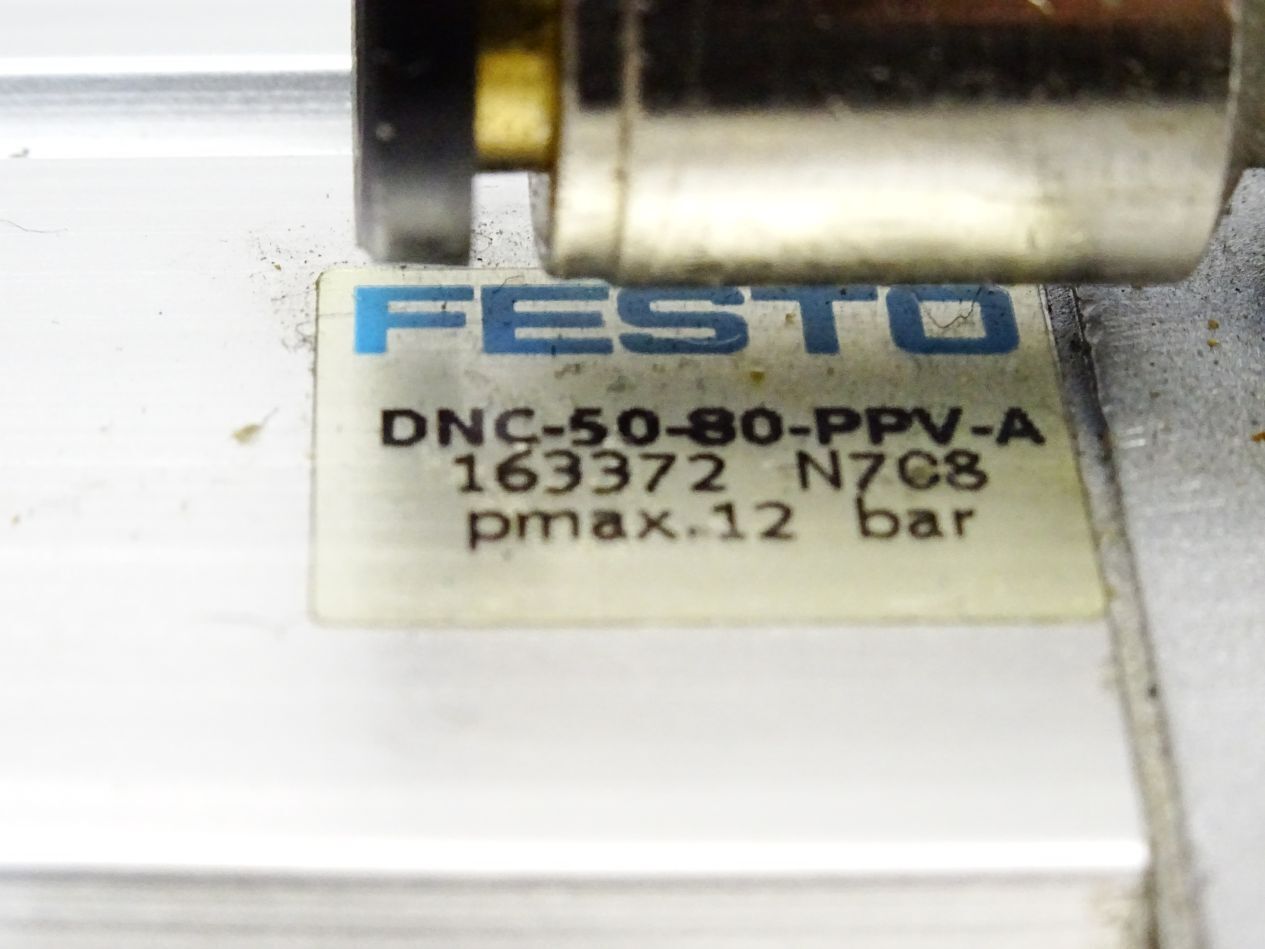 FESTO
DNC-50-80-PPV-A
163372 N7C8
pmax.12 bar